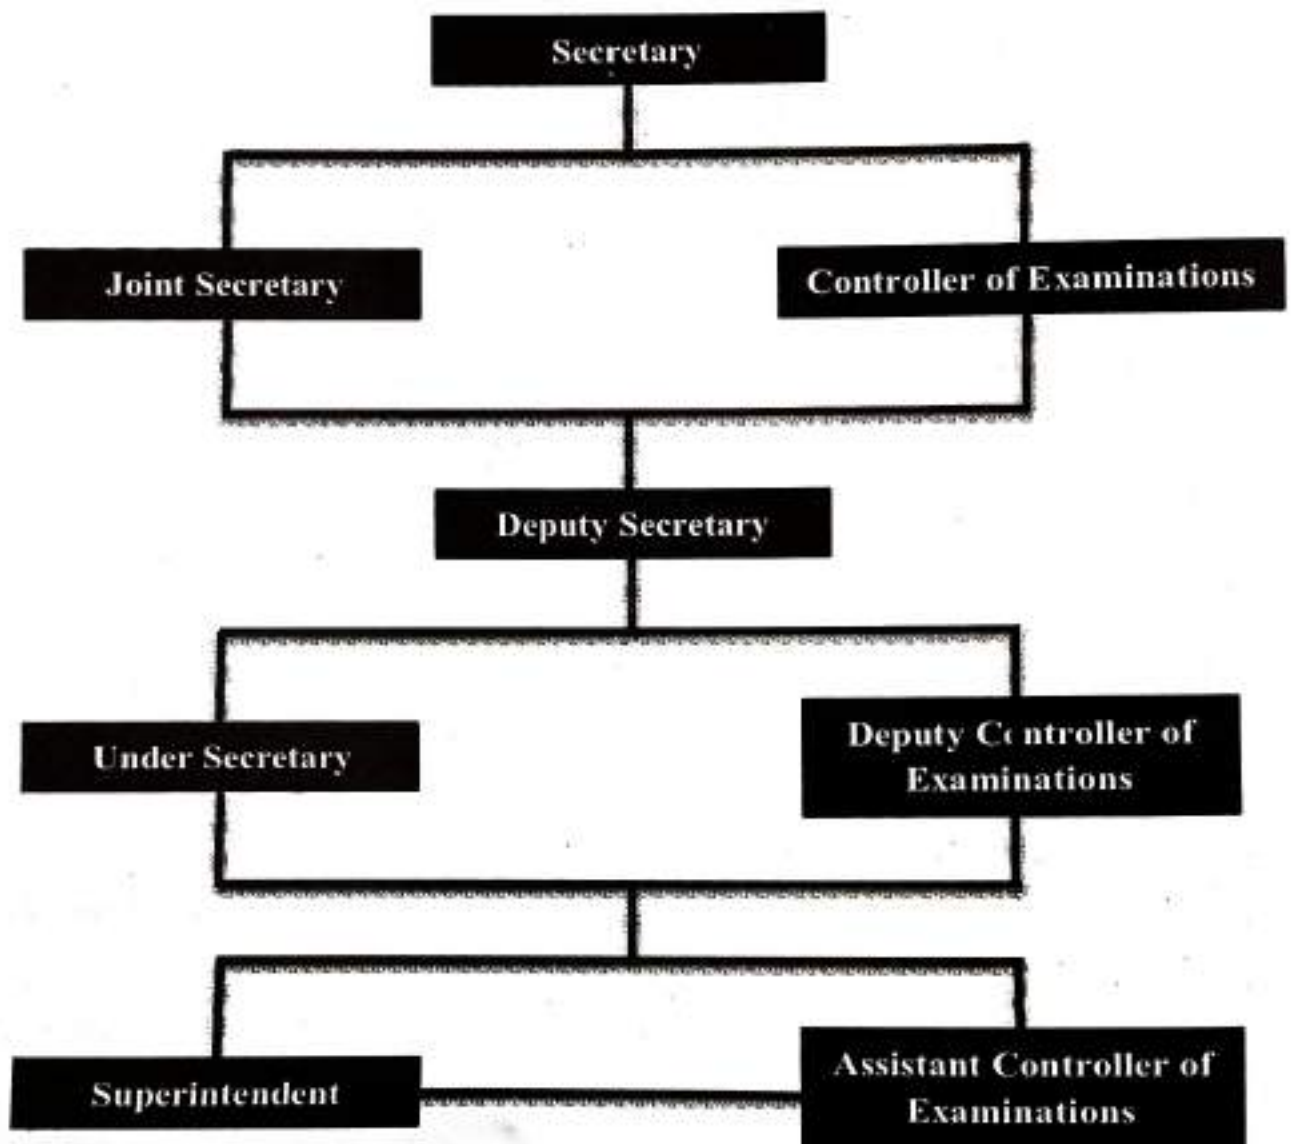 Secretary
Joint Secretary
Controller of Examinations
Deputy Secretary
Under Secretary
Deputy Controller of
Examinations
Superintendent
Assistant Controller of
Examinations